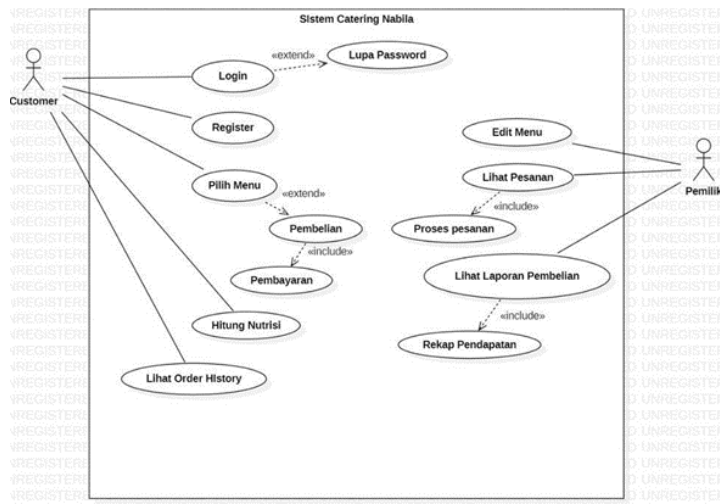 SIstem Catering Nabila
«extend»
Lupa Password
Login
Customer
Register
Edit Menu
Pilih Menu
Lihat Pesanan
Pemilik
«extend»
«include»
Pembelian
Proses pesanan
«include»
Pembayaran
Lihat Laporan Pembelian
«include»
Hitung Nutrisi
Rekap Pendapatan
Lihat Order HIstory